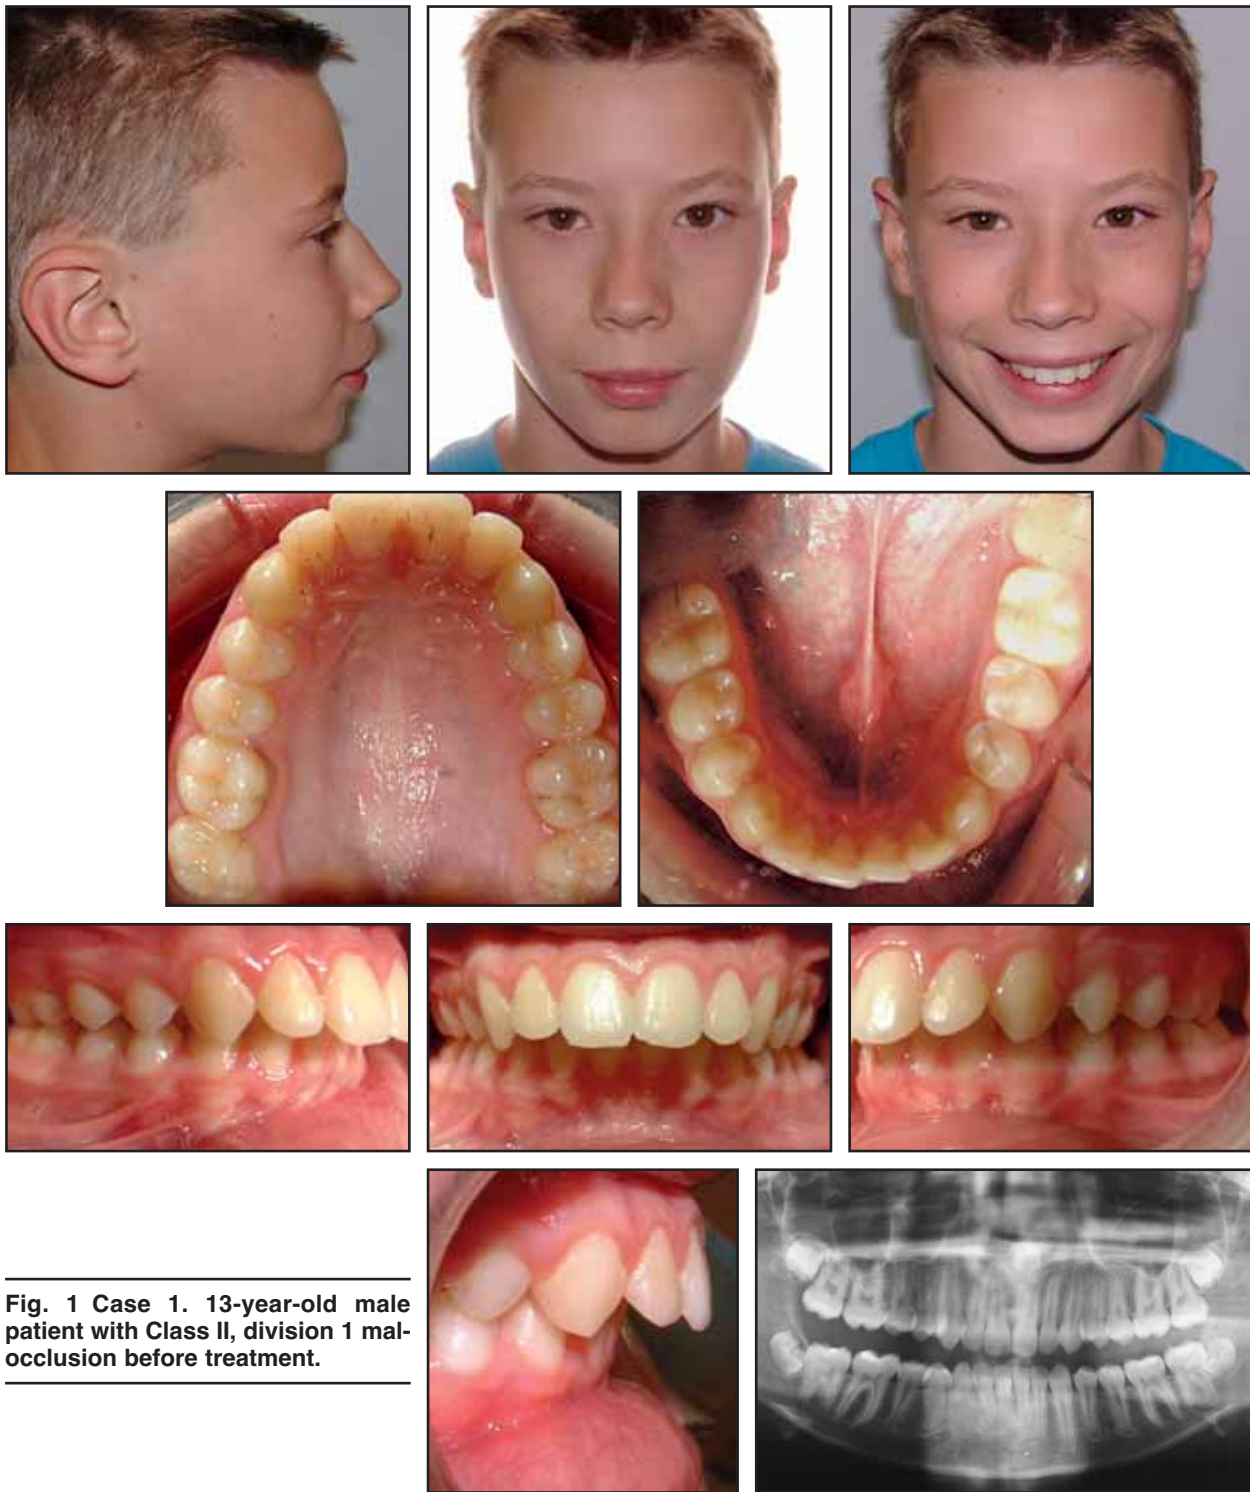 Fig. 1 Case 1. 13-year-old male
patient with Class II, division 1 mal-
occlusion before treatment.